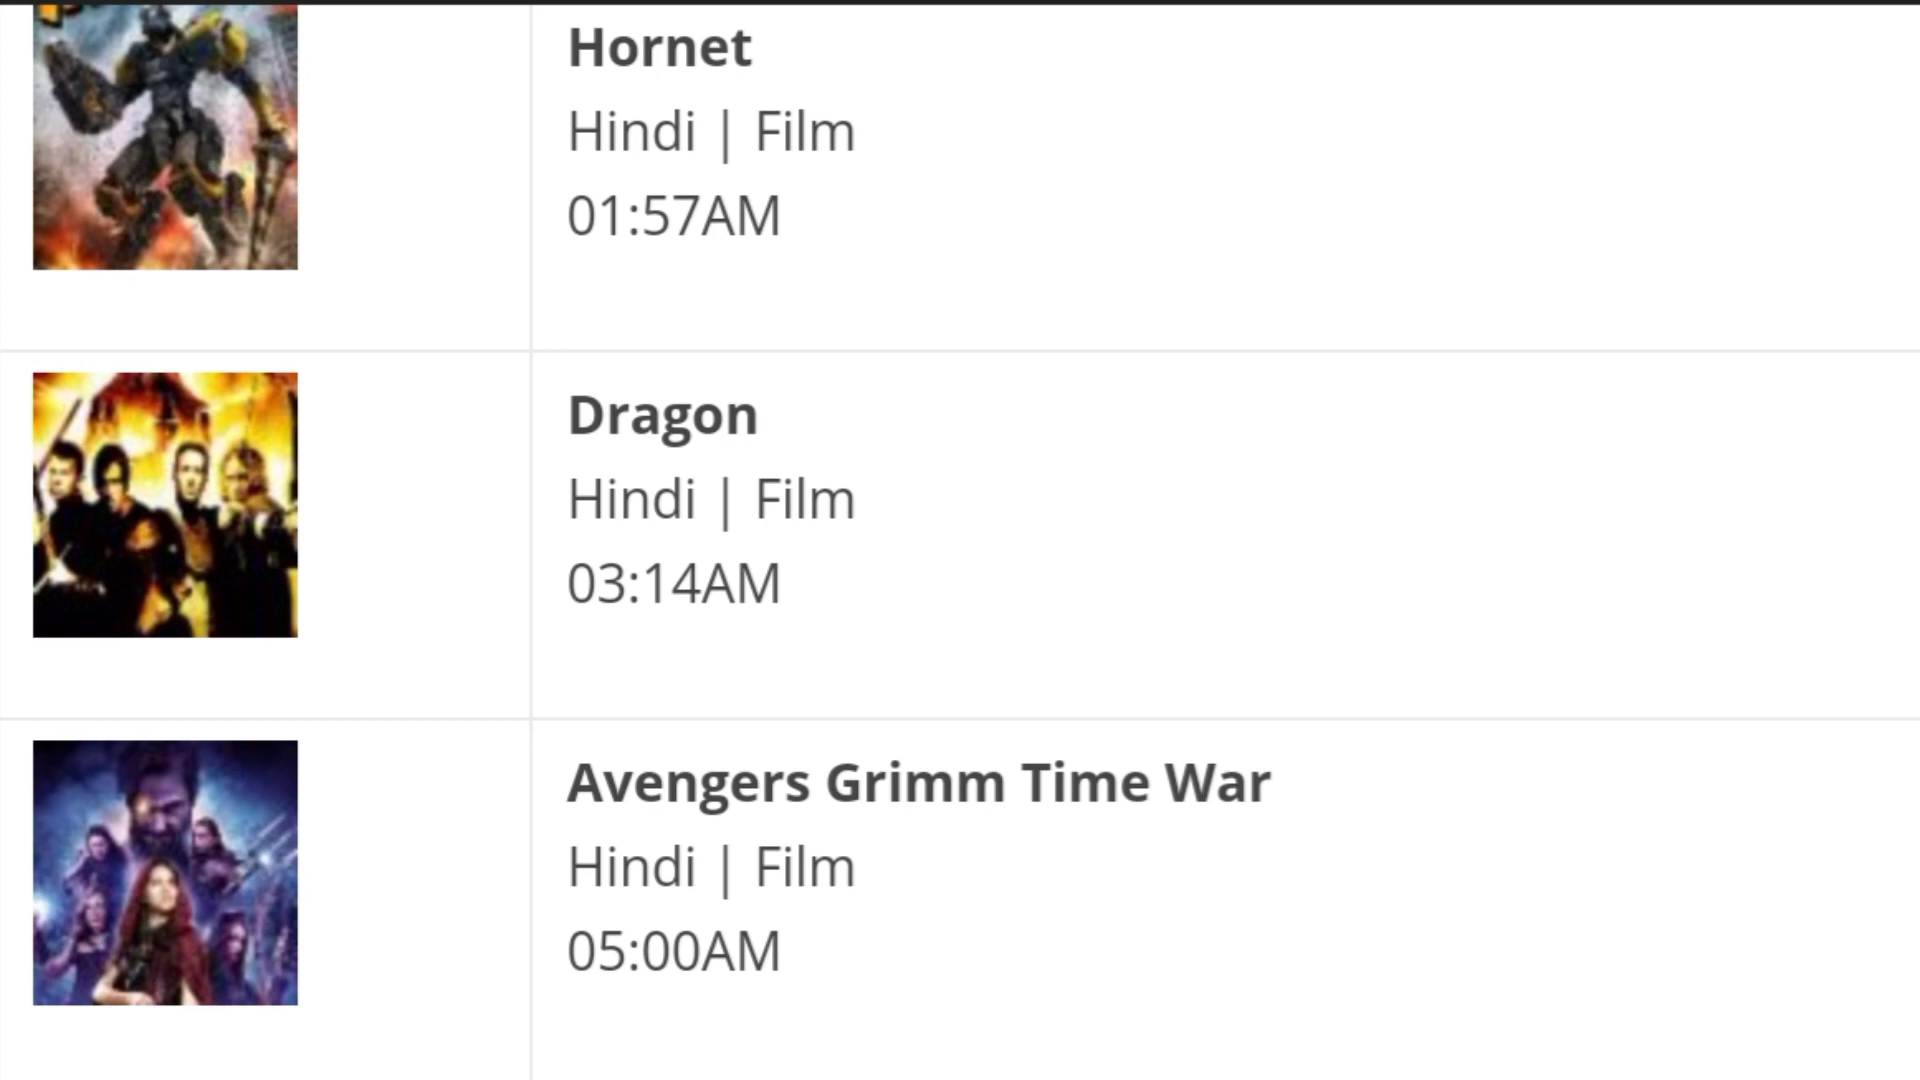 Hornet
Hindi | Film
01:57AM
Dragon
Hindi | Film
03:14AM
Avengers Grimm Time War
Hindi | Film
05:00AM